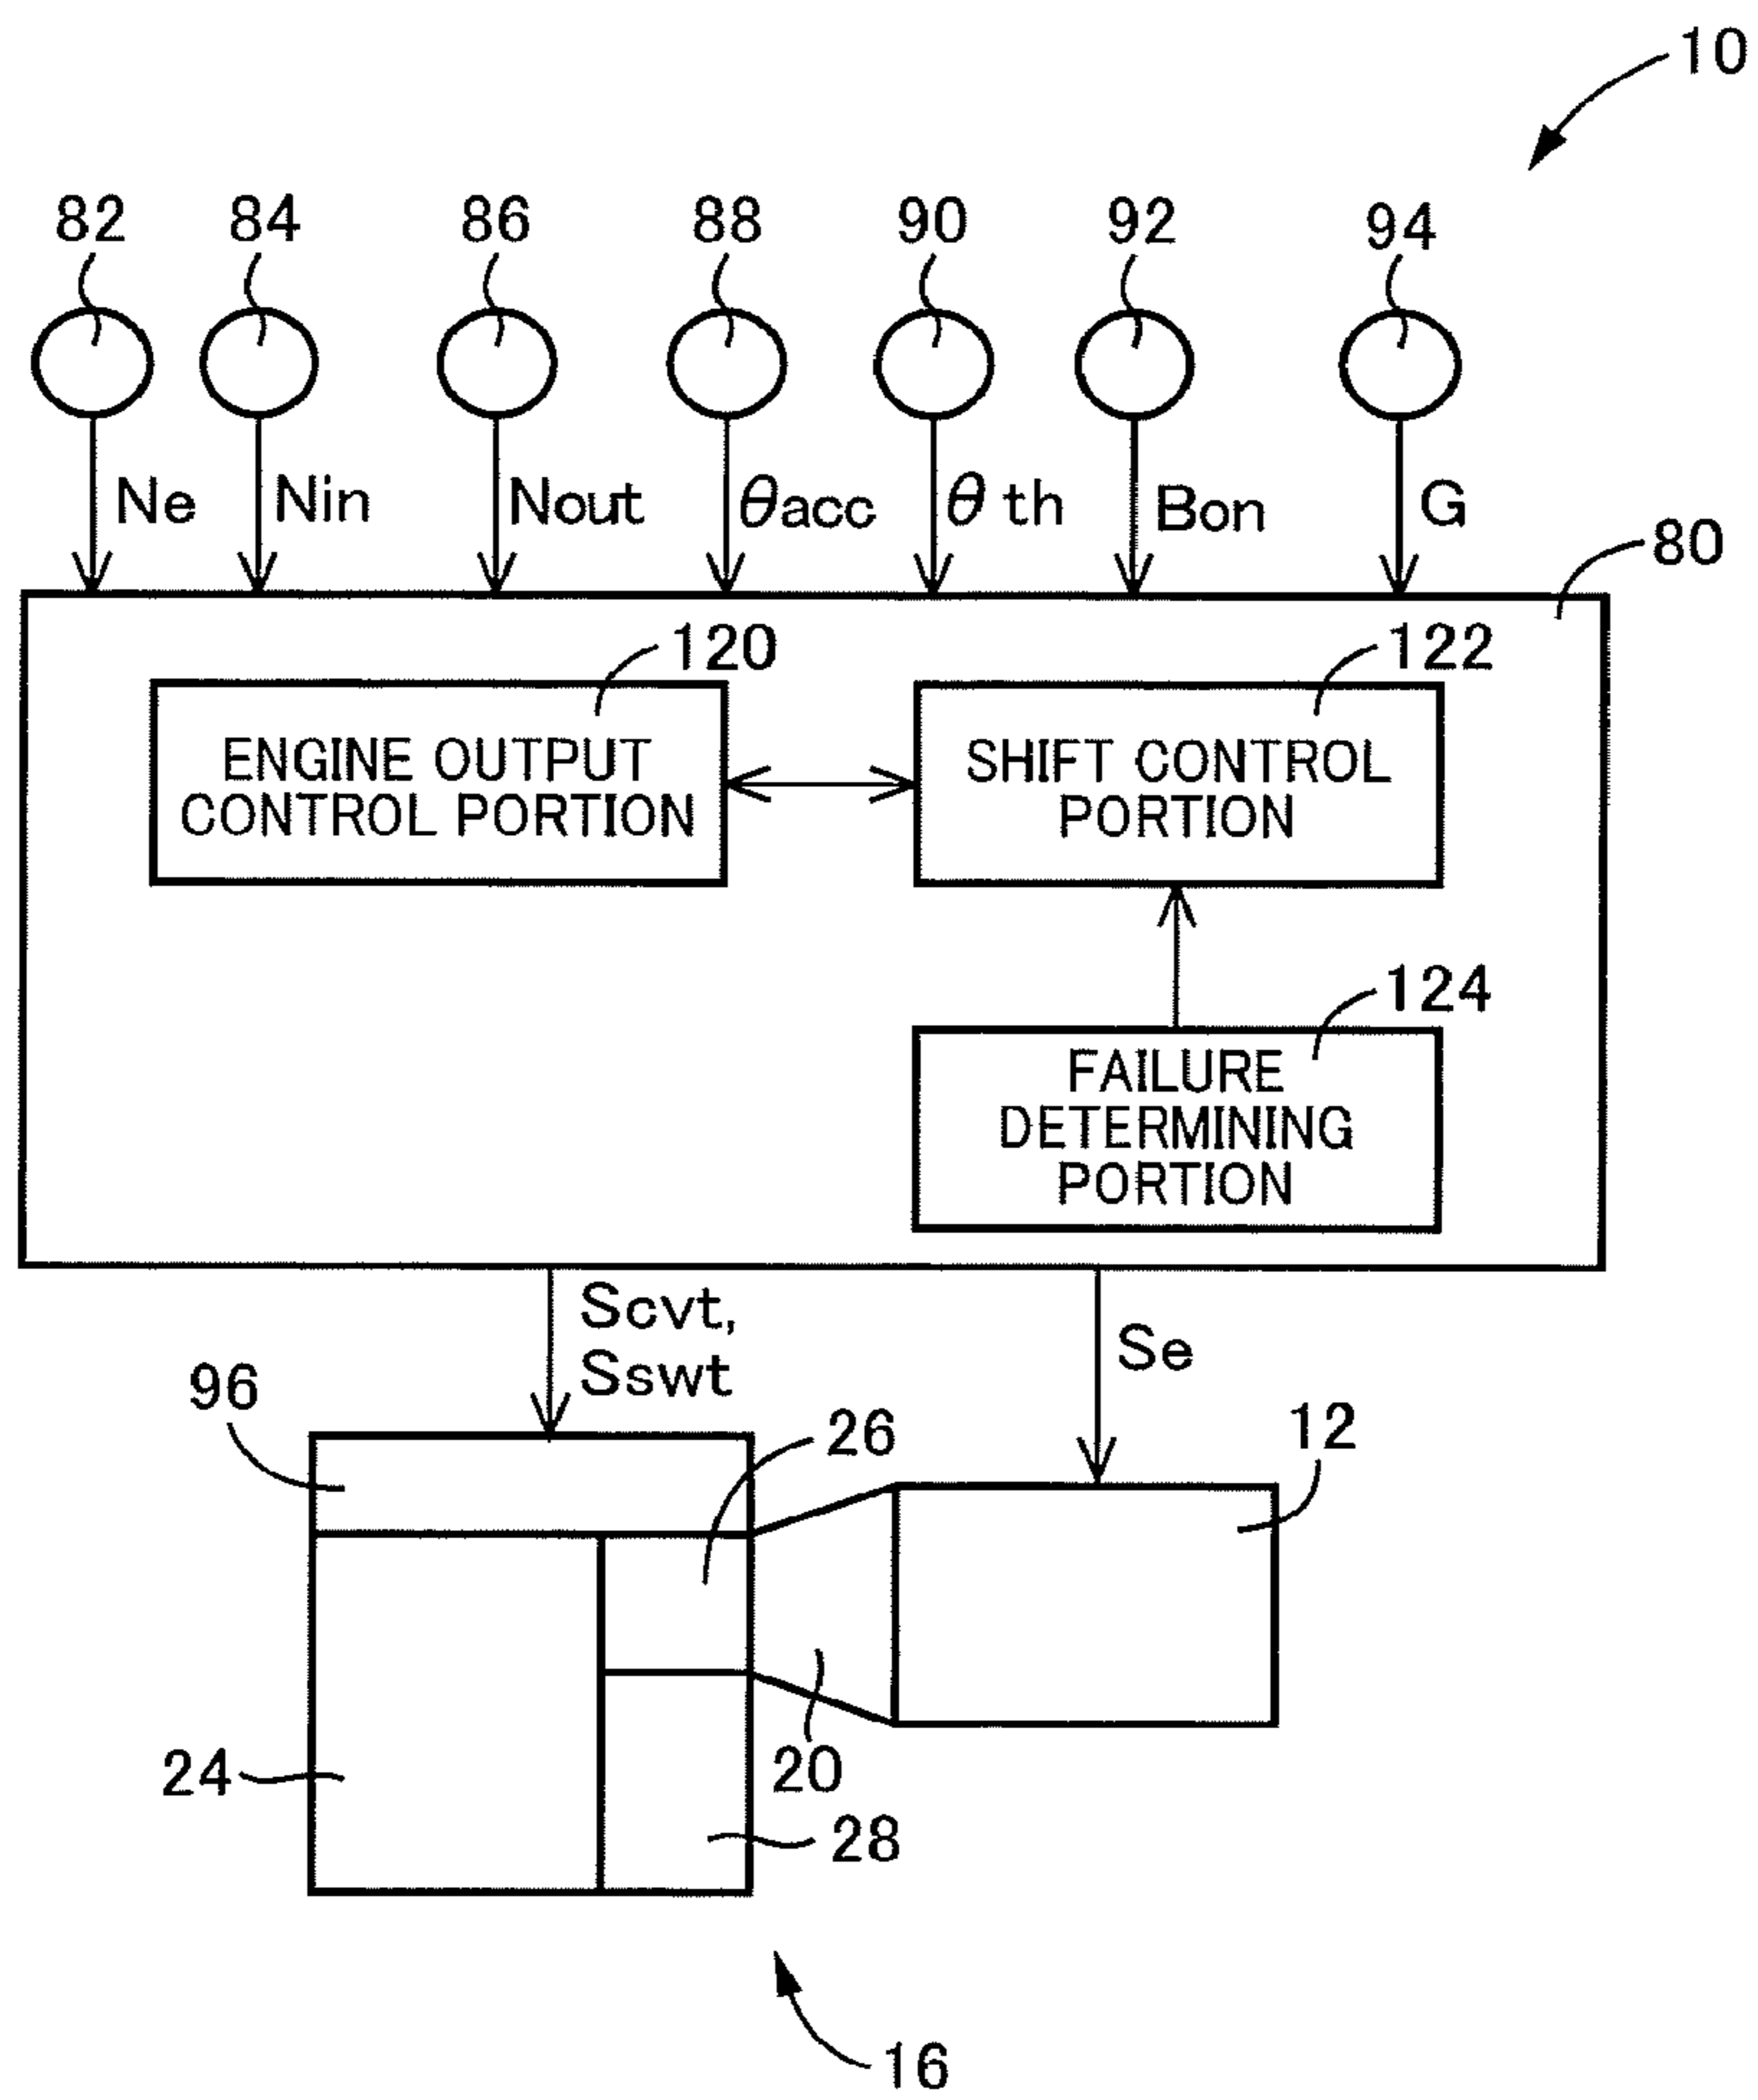 10
82 84 86 88 90 92 94
Ne Nin Nout θacc θth Bon G
80
120 122
ENGINE OUTPUT
CONTROL PORTION
SHIFT CONTROL
PORTION
124
FAILURE
DETERMINING
PORTION
Scvt,
Sswt
Se
96
26
12
24
20
28
16